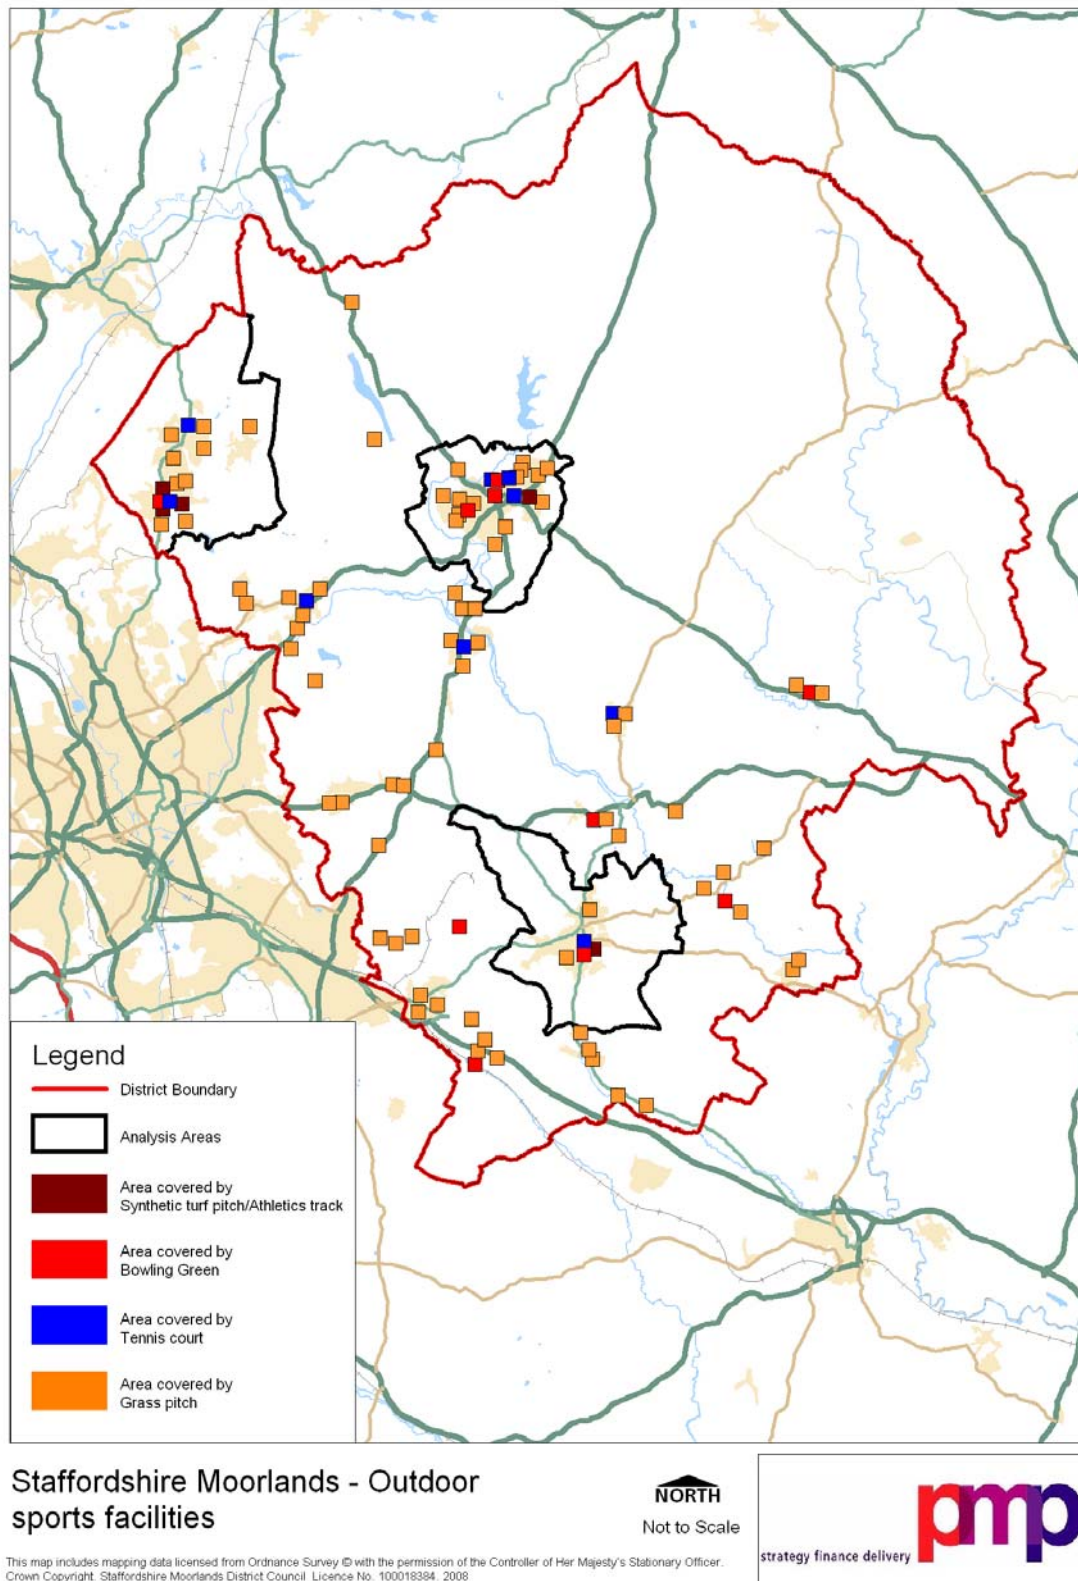 Legend
District Boundary
Analysis Areas
Area covered by
Synthetic turf pitch/Athletics track
Area covered by
Bowling Green
Area covered by
Tennis court
Area covered by
Grass pitch
Staffordshire Moorlands - Outdoor
sports facilities
NORTH
Not to Scale
pmp
strategy finance delivery
This map includes mapping data licensed from Ordnance Survey © with the permission of the Controller of Her Majesty's Stationary Officer.
Crown Copyright. Staffordshire Moorlands District Council Licence No. 100018384. 2008